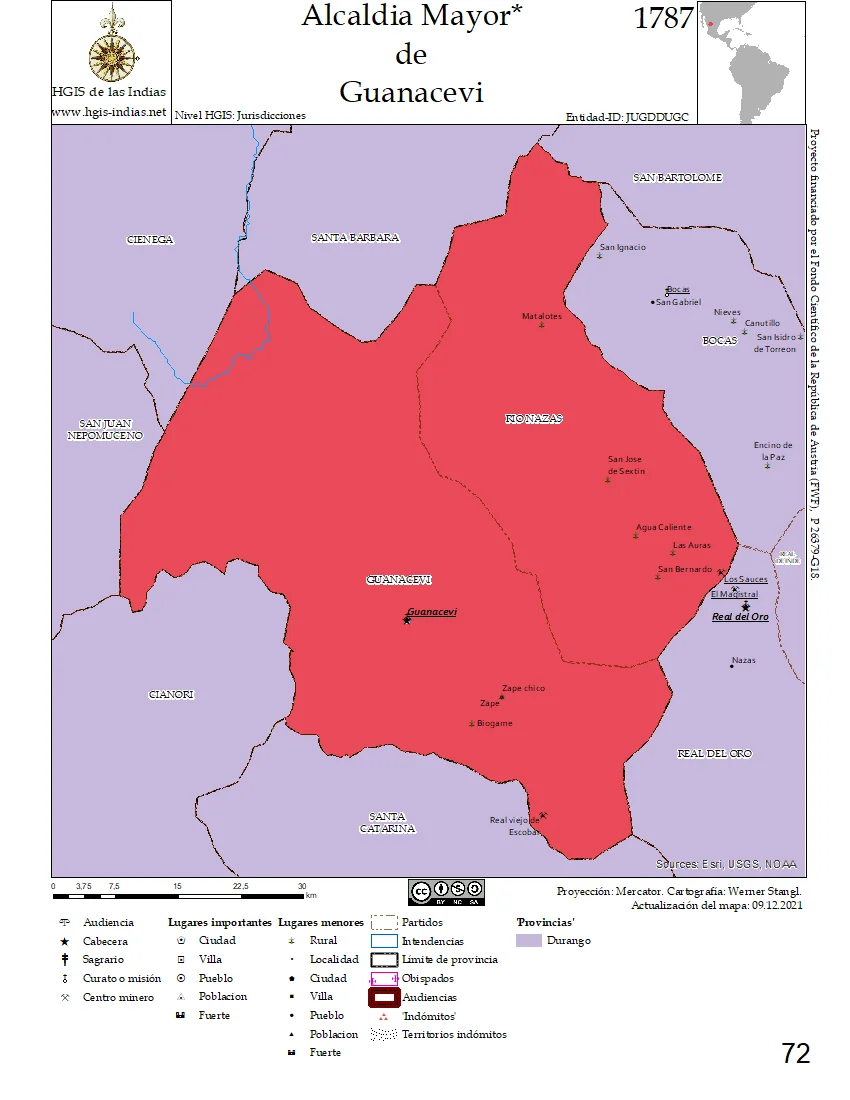 Alcaldia Mayor*
de
Guanacevi
1787
HGIS de las Indias
www.hgis-indias.net
Nivel HGIS: Jurisdicciones
Entidad-ID: JUGDDUGC
Proyecto financiado por el Fondo Científico de la República de Austria (FWF), P 26379-G18.
SAN BARTOLOME
CIENEGA
SANTA BARBARA
San Ignacio
Bocas
San Gabriel
Matalotes
Nieves
Canutillo
BOCAS
San Isidro
de Torreon
SAN JUAN
NEPOMUCENO
RIO NAZAS
Encino de
la Paz
San Jose
de Sextin
Agua Caliente
Las Auras
REAL
DE INDE
San Bernardo
Los Sauces
El Magistral
Real del Oro
GUANACEVI
Guanacevi
Nazas
CIANORI
Zape chico
Zape
Biogame
REAL DEL ORO
SANTA
CATARINA
Real viejo de
Escobar
Sources: Esri, USGS, NOAA
0 3,75 7,5 15 22,5 30
km
cc
BY NC SA
Proyección: Mercator. Cartografía: Werner Stangl.
Actualización del mapa: 09.12.2021
Audiencia
Cabecera
Sagrario
Curato o misión
Centro minero
Lugares importantes
Ciudad
Villa
Pueblo
Poblacion
Fuerte
Lugares menores
Rural
Localidad
Ciudad
Villa
Pueblo
Poblacion
Fuerte
Partidos
Intendencias
Límite de provincia
Obispados
Audiencias
'Indómitos'
Territorios indómitos
'Provincias'
Durango
72